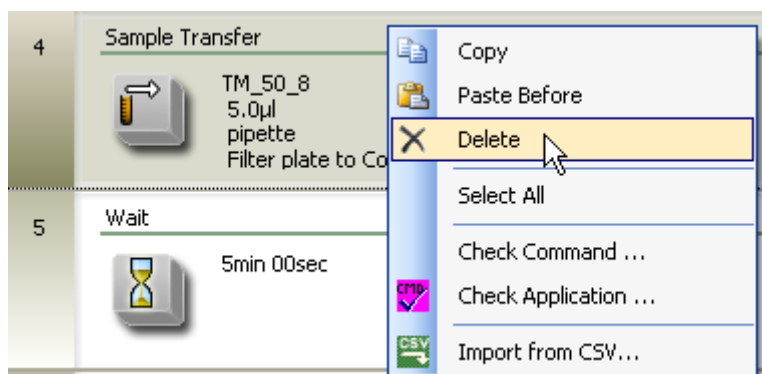 4
Sample Transfer
TM_50_8
5.0µl
pipette
Filter plate to Co
5
Wait
5min 00sec
Copy
Paste Before
Delete
Select All
Check Command ...
CMD
Check Application ...
CSV
Import from CSV...